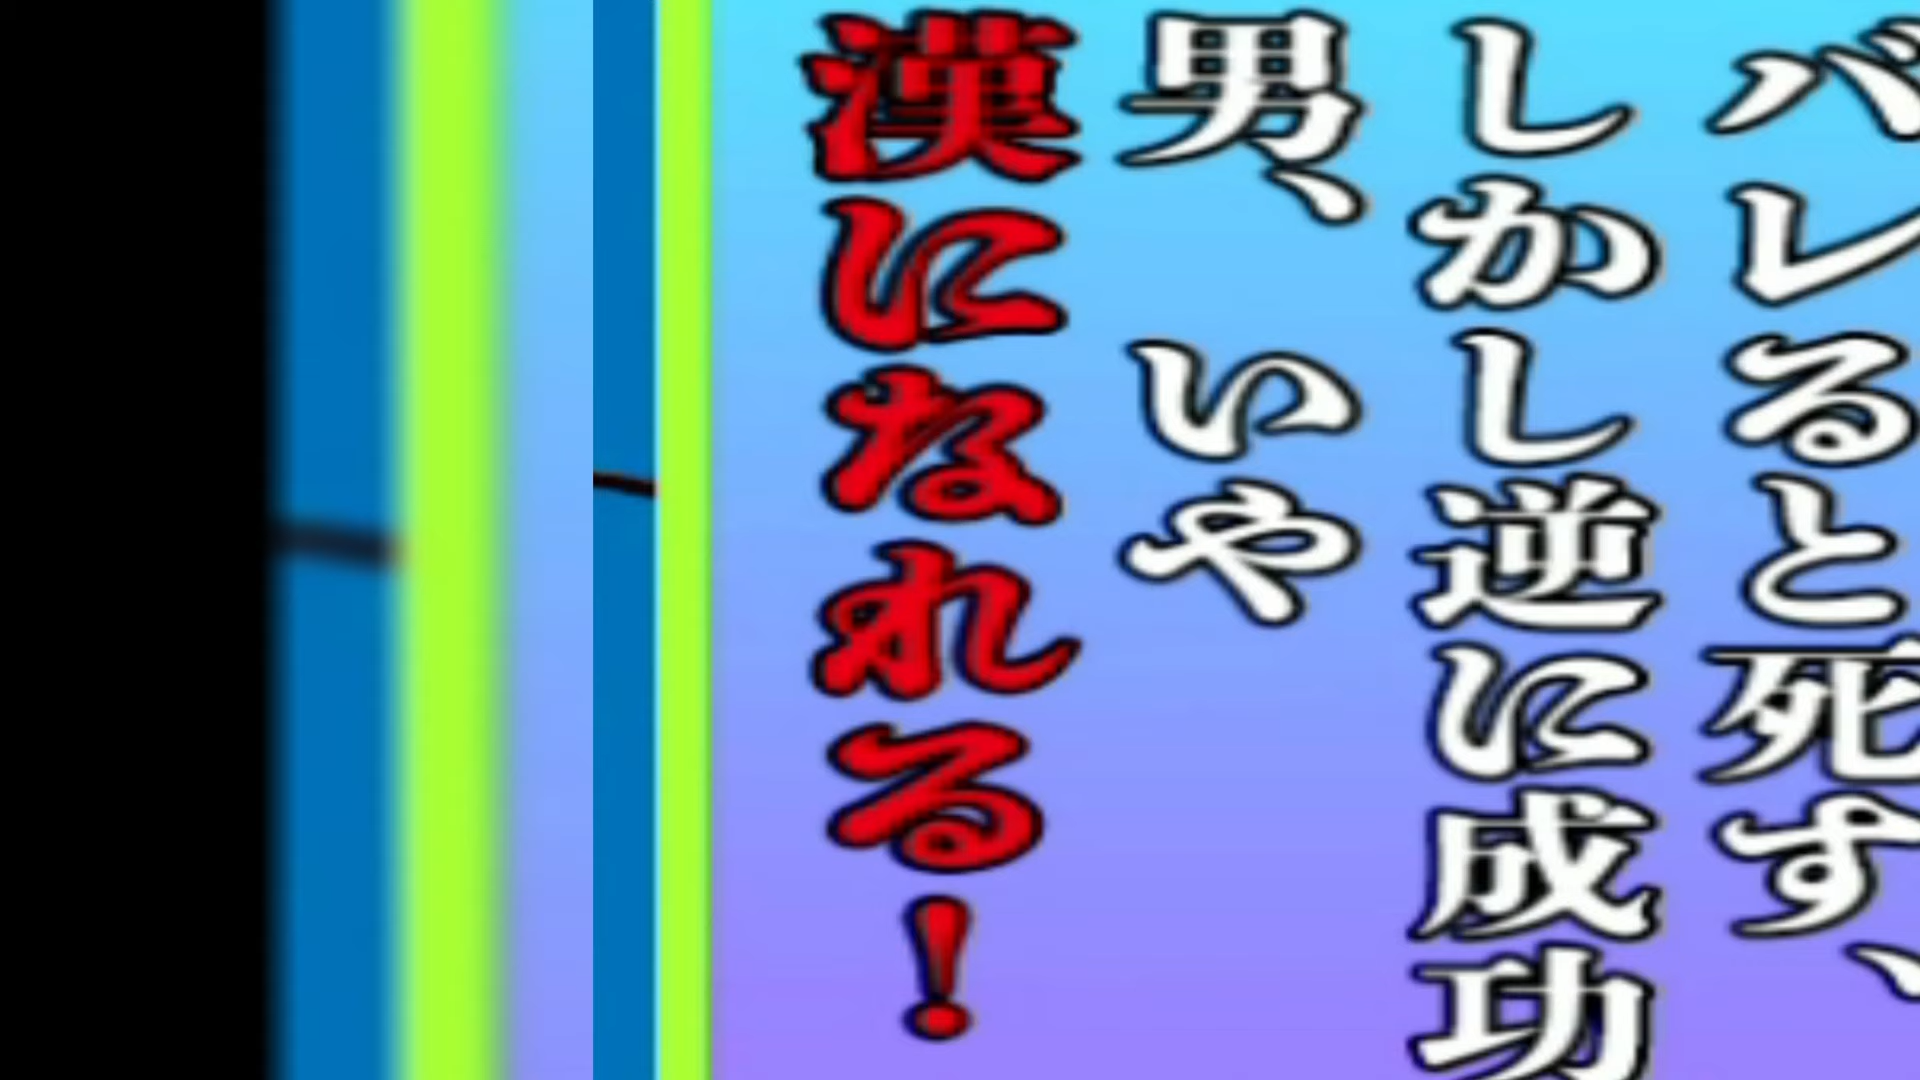 バレると死す、
しかし逆に成功
男、　いや
漢になれる！